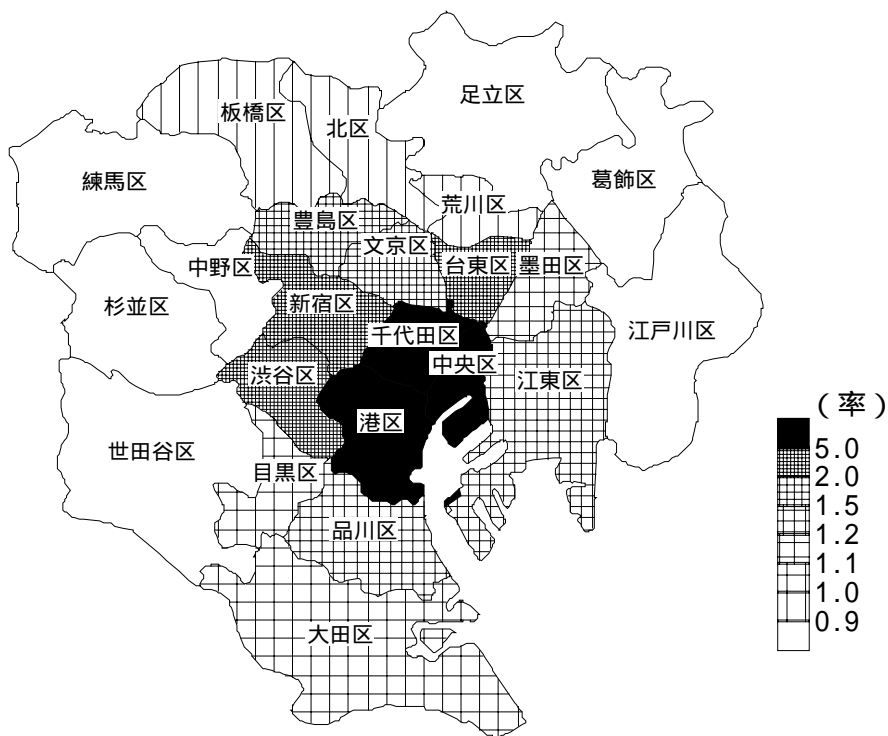 足立区
板橋区
北区
葛飾区
練馬区
荒川区
豊島区
文京区
台東区
墨田区
中野区
杉並区
新宿区
千代田区
江戸川区
中央区
渋谷区
江東区
港区
世田谷区
目黒区
品川区
大田区
(率)
5.0
2.0
1.5
1.2
1.1
1.0
0.9